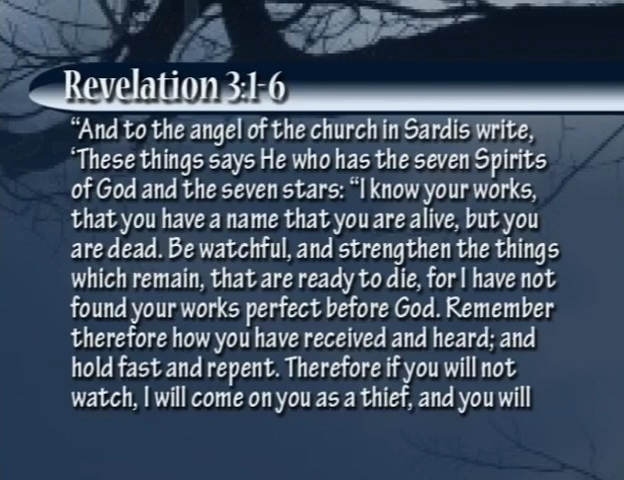 Revelation 3:1-6
“And to the angel of the church in Sardis write,
‘These things says He who has the seven Spirits
of God and the seven stars: “I know your works,
that you have a name that you are alive, but you
are dead. Be watchful, and strengthen the things
which remain, that are ready to die, for I have not
found your works perfect before God. Remember
therefore how you have received and heard; and
hold fast and repent. Therefore if you will not
watch, I will come on you as a thief, and you will